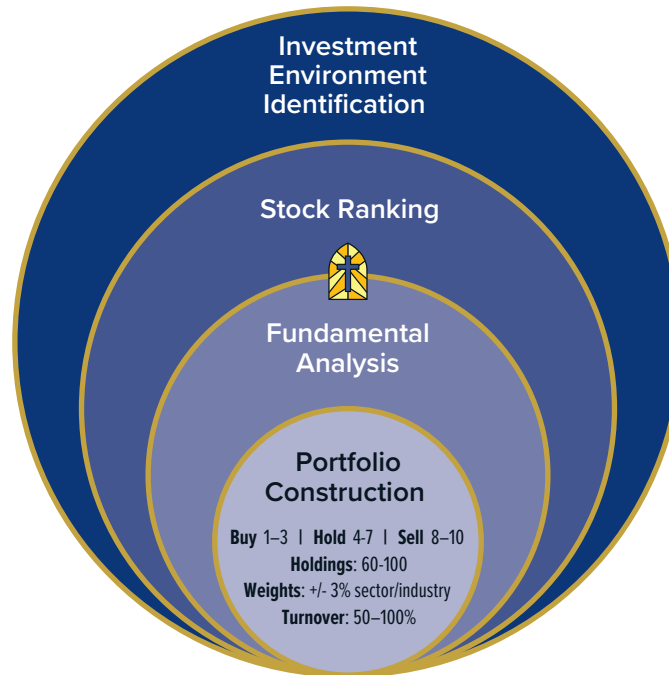 Investment
Environment
Identification
Stock Ranking
Fundamental
Analysis
Portfolio
Construction
Buy 1–3 | Hold 4-7 | Sell 8–10
Holdings: 60-100
Weights: +/- 3% sector/industry
Turnover: 50–100%